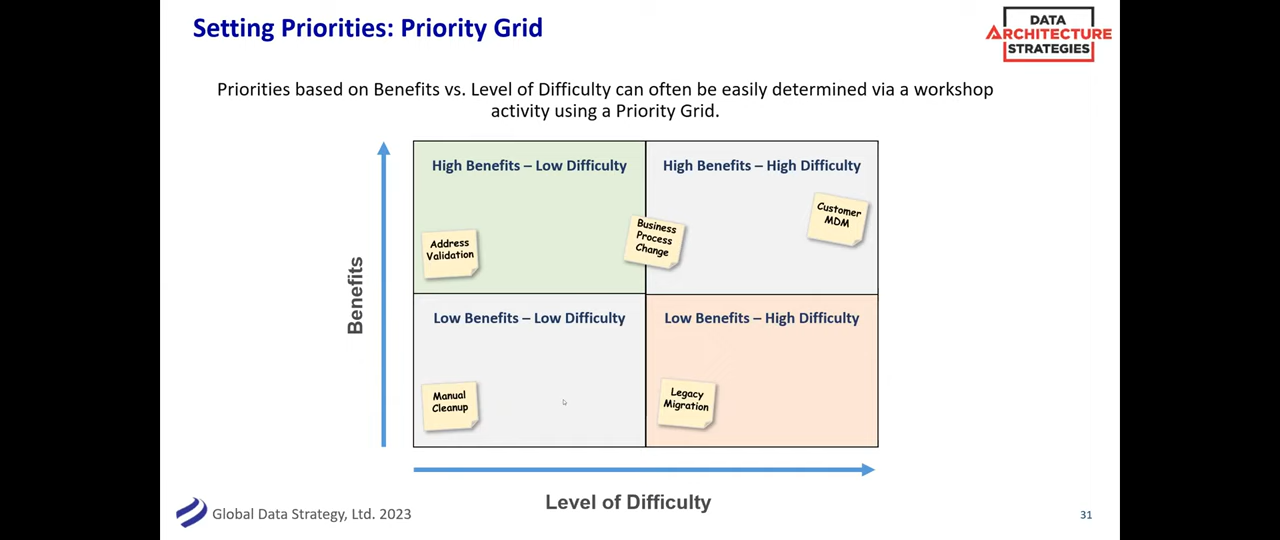 Setting Priorities: Priority Grid
DATA
ARCHITECTURE
STRATEGIES
Priorities based on Benefits vs. Level of Difficulty can often be easily determined via a workshop
activity using a Priority Grid.
High Benefits – Low Difficulty
High Benefits – High Difficulty
Address
Validation
Business
Process
Change
Customer
MDM
Benefits
Low Benefits – Low Difficulty
Low Benefits – High Difficulty
Manual
Cleanup
Legacy
Migration
Level of Difficulty
Global Data Strategy, Ltd. 2023
31